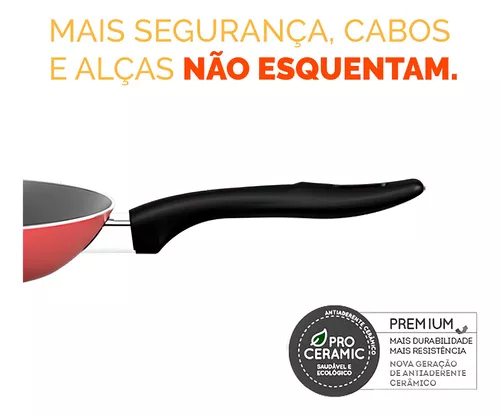 MAIS SEGURANÇA, CABOS
E ALÇAS NÃO ESQUENTAM.
ANTIADERENTE CERÂMICO
PRO
CERAMIC
SAUDÁVEL E
ECOLÓGICO
PREMIUM
MAIS DURABILIDADE
MAIS RESISTÊNCIA
NOVA GERAÇÃO
DE ANTIADERENTE
CERÂMICO